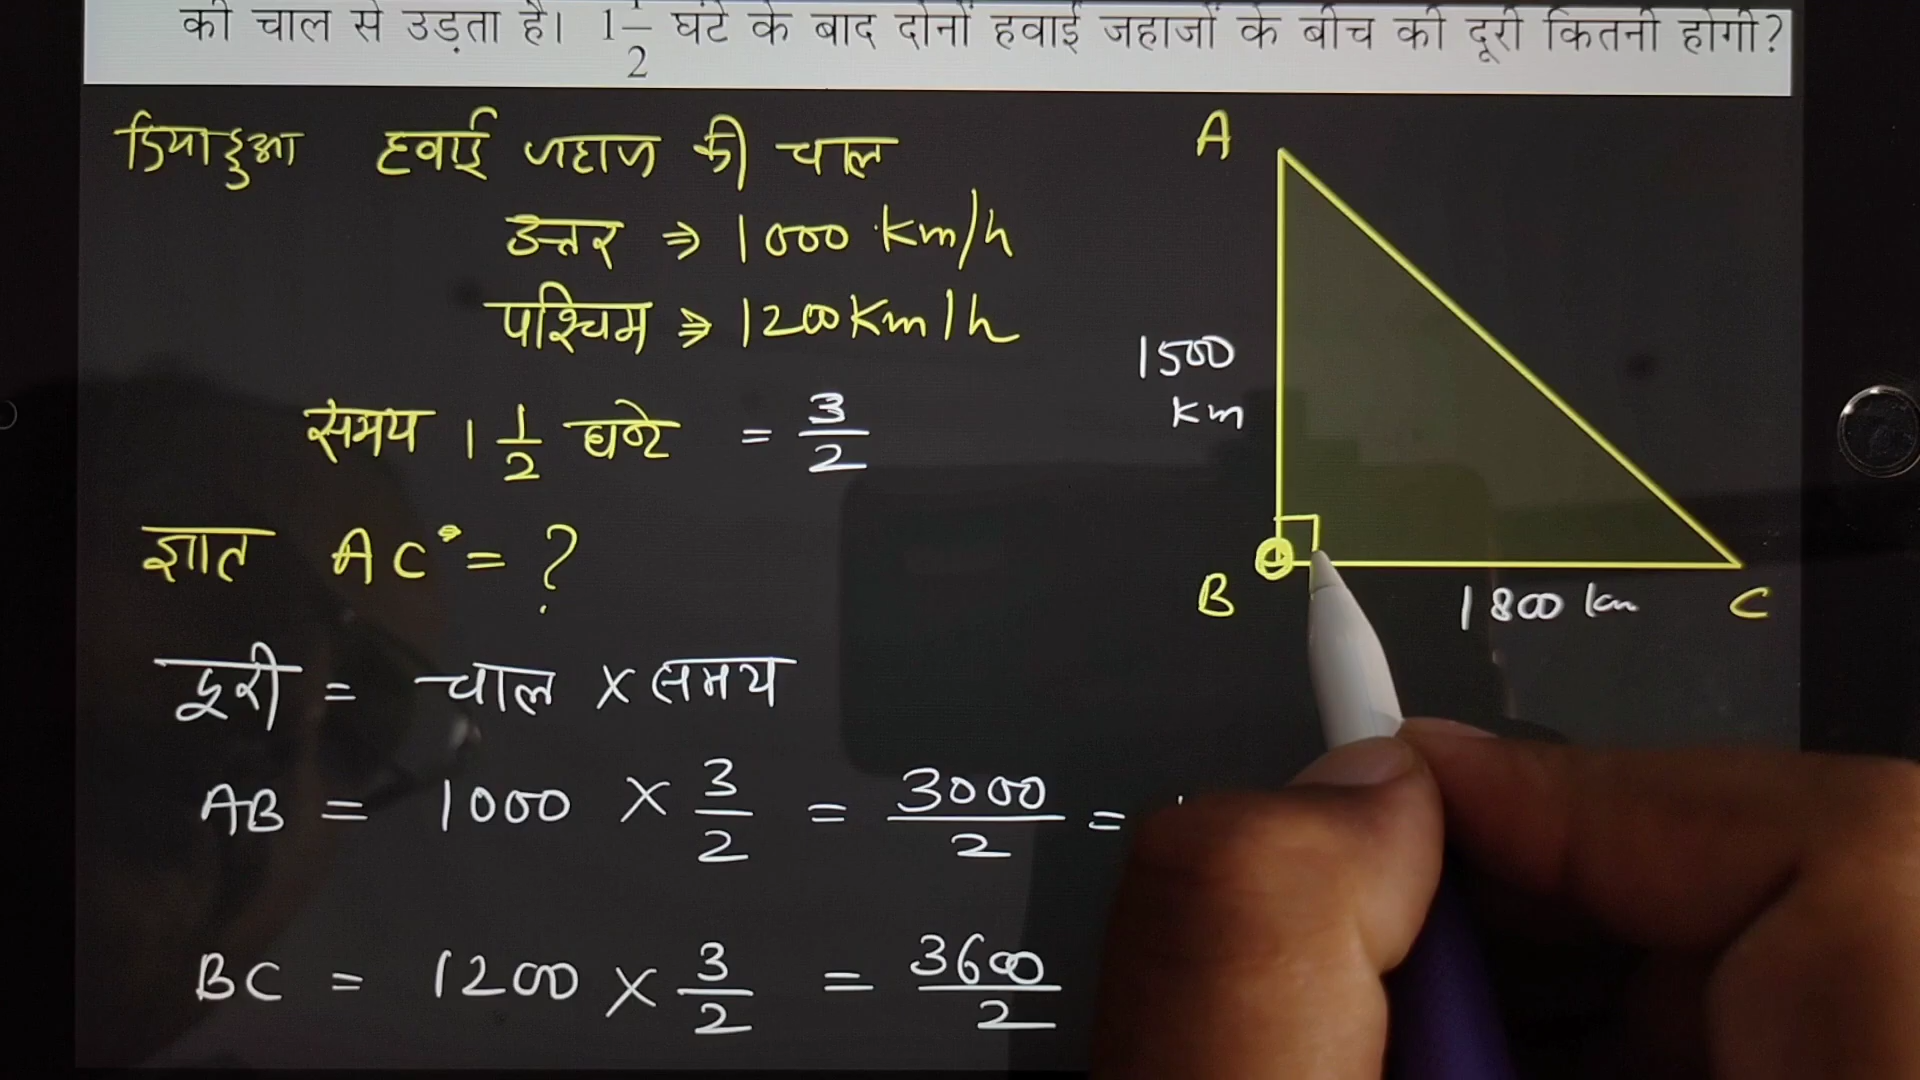 की चाल से उड़ता है। 1 1/2 घंटे के बाद दोनों हवाई जहाजों के बीच की दूरी कितनी होगी?
दिया हुआ हवाई जहाज की चाल
उत्तर ⇒ 1000 km/h
पश्चिम ⇒ 1200 km/h
समय 1 1/2 घण्टे = 3/2
ज्ञात AC = ?
दूरी = चाल × समय
AB = 1000 × 3/2 = 3000/2 =
BC = 1200 × 3/2 = 3600/2
A
1500
km
B
1800 km
C